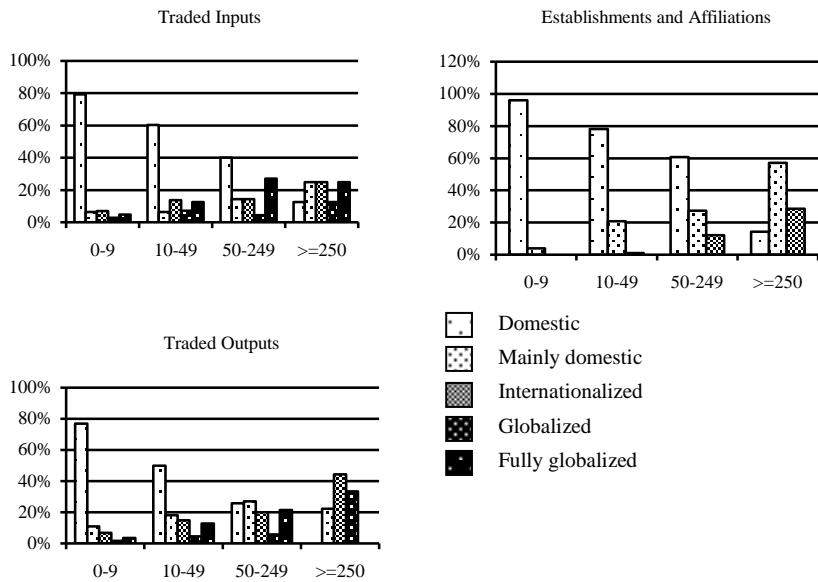 Traded Inputs
100%
80%
60%
40%
20%
0%
0-9 10-49 50-249 >=250
Establishments and Affiliations
120%
100%
80%
60%
40%
20%
0%
0-9 10-49 50-249 >=250
Traded Outputs
100%
80%
60%
40%
20%
0%
0-9 10-49 50-249 >=250
Domestic
Mainly domestic
Internationalized
Globalized
Fully globalized